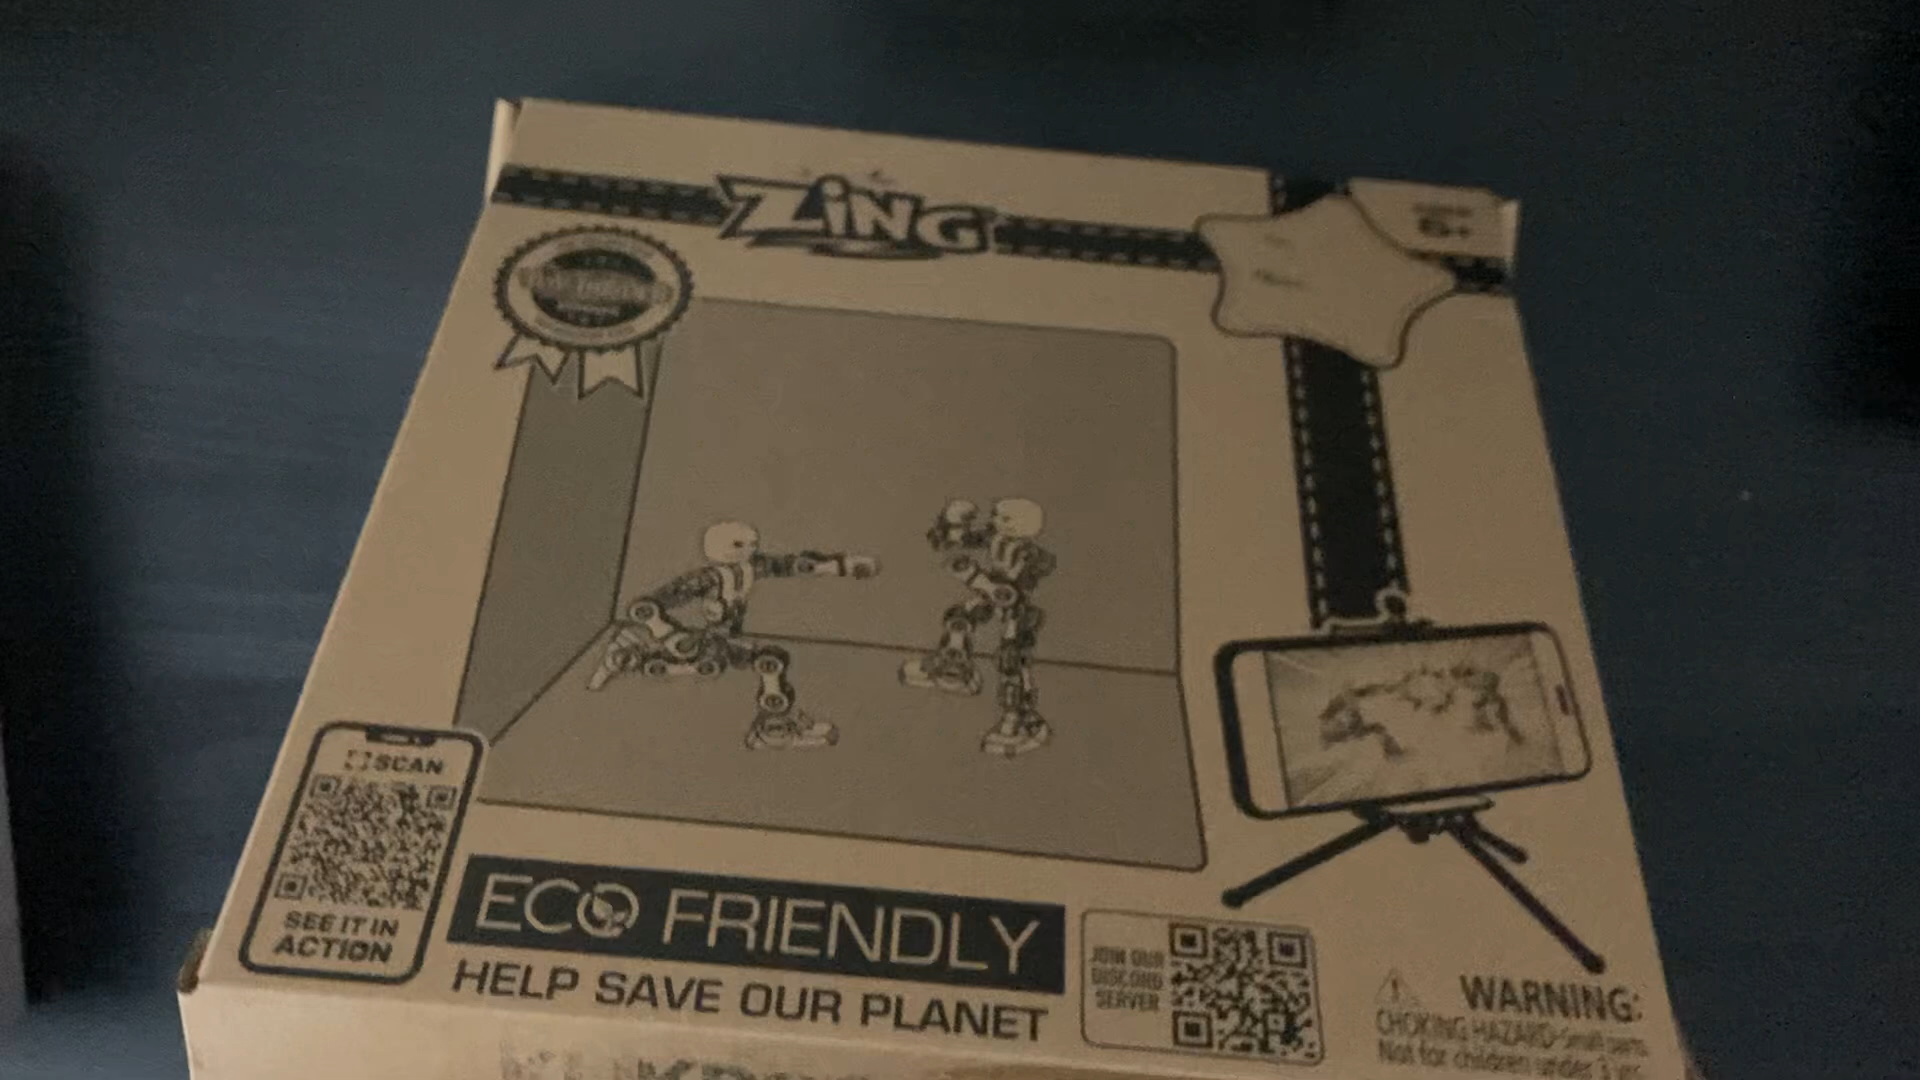 ZiNG
6+
SCAN
SEE IT IN
ACTION
ECO FRIENDLY
HELP SAVE OUR PLANET
JOIN OUR
DISCORD
SERVER
WARNING:
CHOKING HAZARD-Small parts
Not for children under 3 yrs